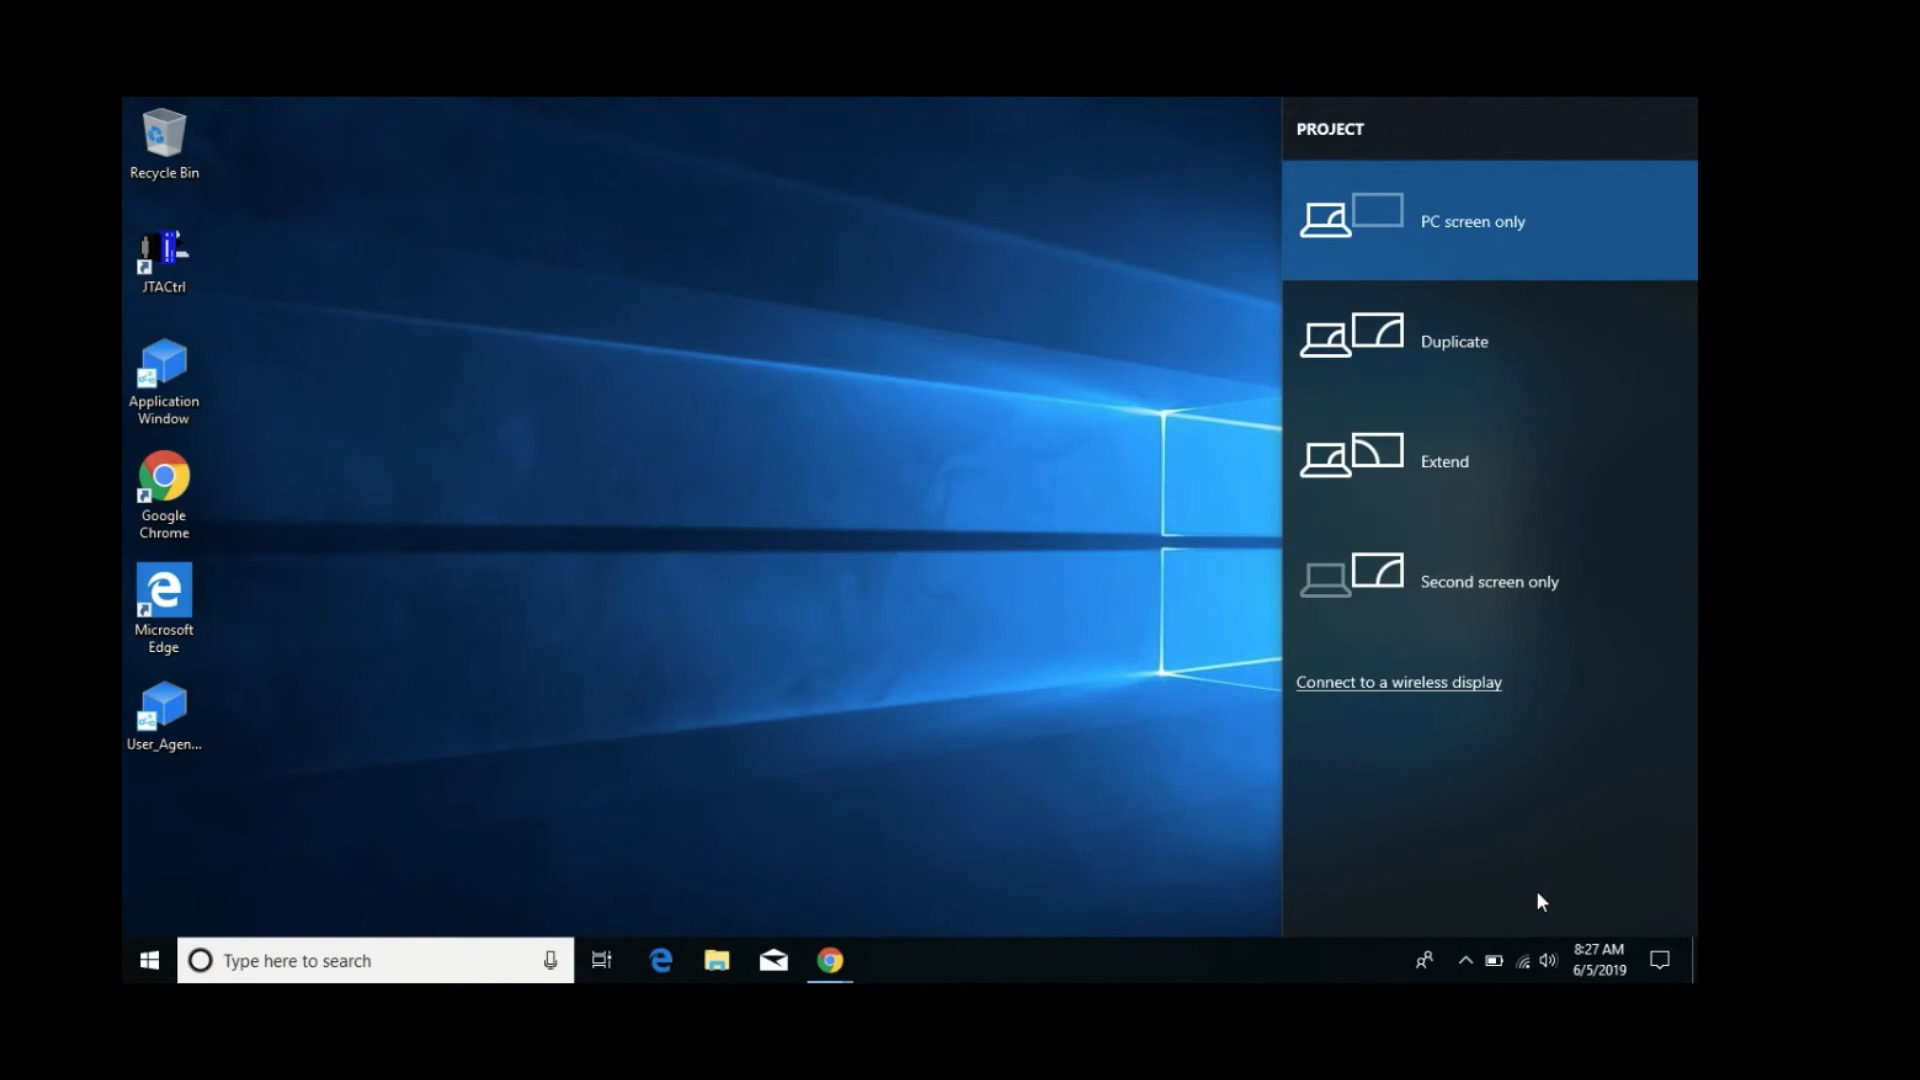 Recycle Bin
JTACtrl
Application
Window
Google
Chrome
Microsoft
Edge
User_Agen...
PROJECT
PC screen only
Duplicate
Extend
Second screen only
Connect to a wireless display
Type here to search
8:27 AM
6/5/2019